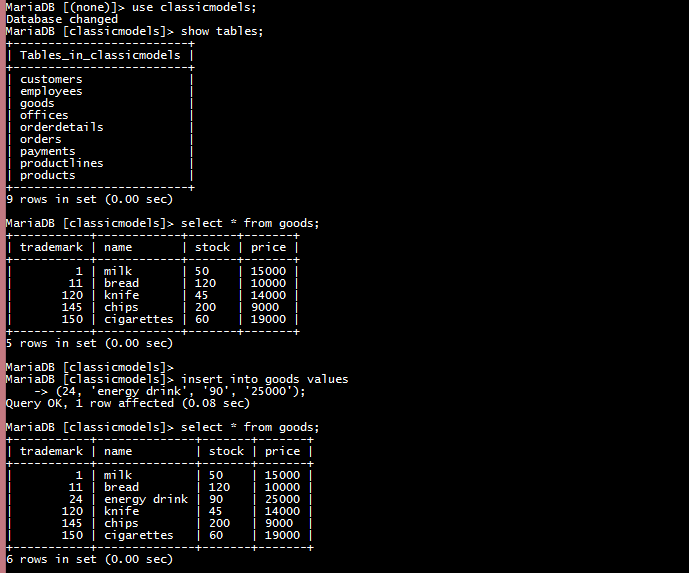 MariaDB [(none)]> use classicmodels;
Database changed
MariaDB [classicmodels]> show tables;
+-------------------------+
| Tables_in_classicmodels |
+-------------------------+
| customers               |
| employees               |
| goods                   |
| offices                 |
| orderdetails            |
| orders                  |
| payments                |
| productlines            |
| products                |
+-------------------------+
9 rows in set (0.00 sec)

MariaDB [classicmodels]> select * from goods;
+-----------+------------+-------+-------+
| trademark | name       | stock | price |
+-----------+------------+-------+-------+
|         1 | milk       | 50    | 15000 |
|        11 | bread      | 120   | 10000 |
|       120 | knife      | 45    | 14000 |
|       145 | chips      | 200   | 9000  |
|       150 | cigarettes | 60    | 19000 |
+-----------+------------+-------+-------+
5 rows in set (0.00 sec)

MariaDB [classicmodels]>
MariaDB [classicmodels]> insert into goods values
    -> (24, 'energy drink', '90', '25000');
Query OK, 1 row affected (0.08 sec)

MariaDB [classicmodels]> select * from goods;
+-----------+--------------+-------+-------+
| trademark | name         | stock | price |
+-----------+--------------+-------+-------+
|         1 | milk         | 50    | 15000 |
|        11 | bread        | 120   | 10000 |
|        24 | energy drink | 90    | 25000 |
|       120 | knife        | 45    | 14000 |
|       145 | chips        | 200   | 9000  |
|       150 | cigarettes   | 60    | 19000 |
+-----------+--------------+-------+-------+
6 rows in set (0.00 sec)